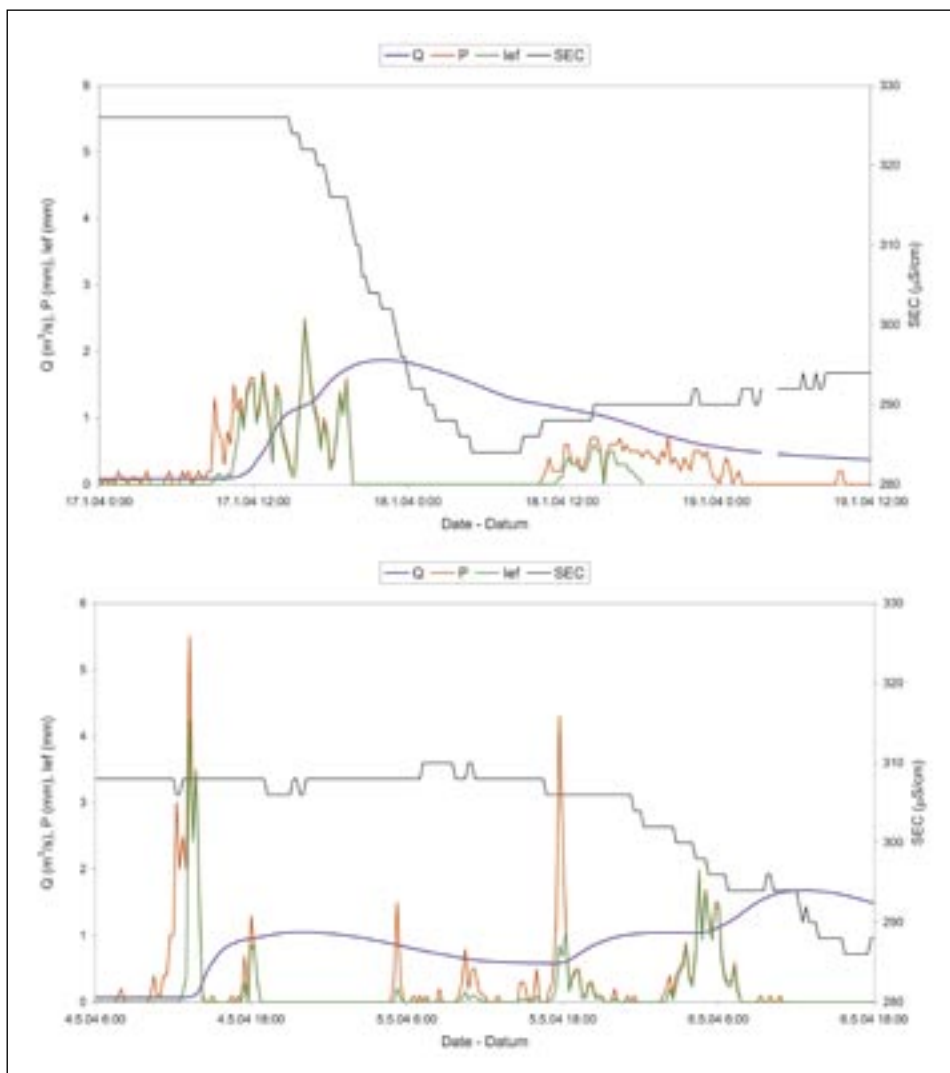 Q P Ief SEC
6 330
5 320
4
310
3
300
2
290
1
0 280
Q (m³/s), P (mm), Ief (mm)
SEC (µS/cm)
17.1.04 0:00 17.1.04 12:00 18.1.04 0:00 18.1.04 12:00 19.1.04 0:00 19.1.04 12:00
Date - Datum
Q P Ief SEC
6 330
5 320
4
310
3
300
2
290
1
0 280
Q (m³/s), P (mm), Ief (mm)
SEC (µS/cm)
4.5.04 6:00 4.5.04 18:00 5.5.04 6:00 5.5.04 18:00 6.5.04 6:00 6.5.04 18:00
Date - Datum